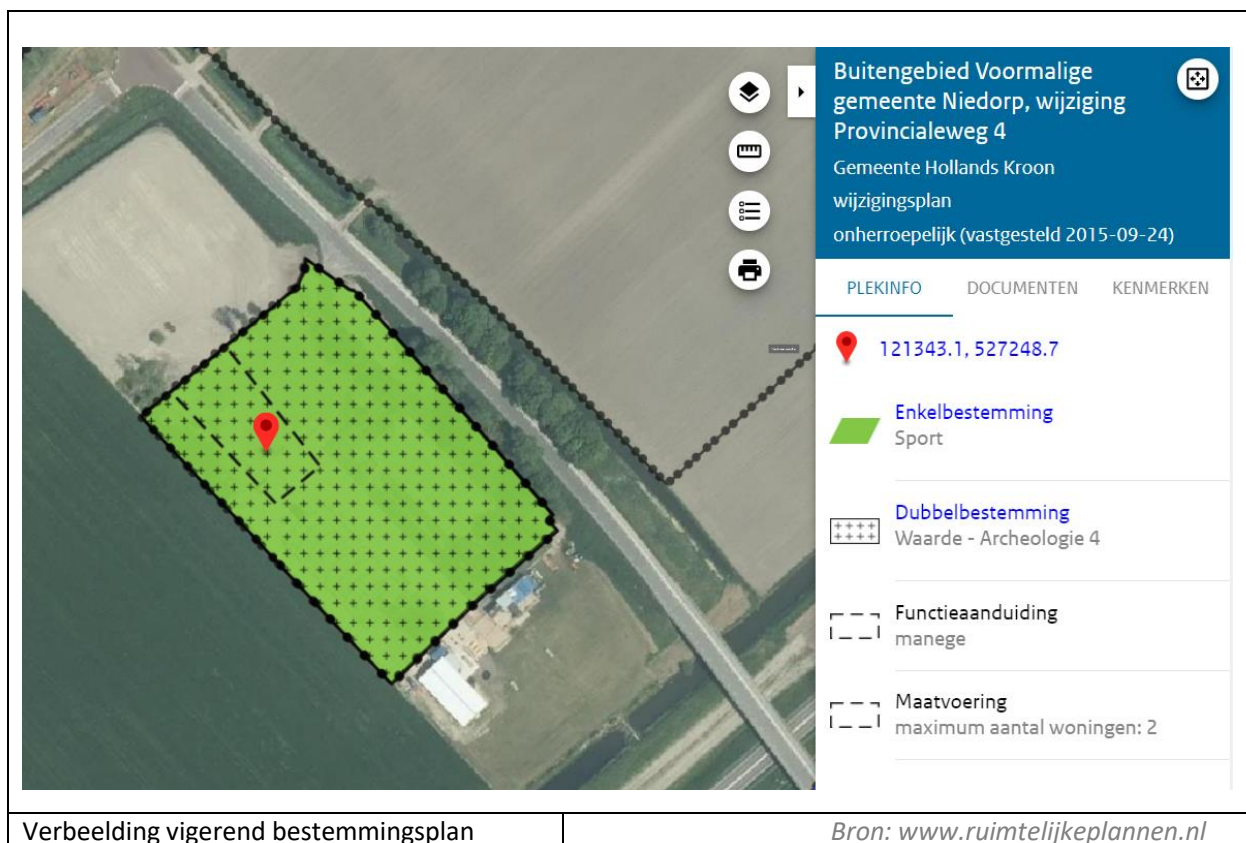 Buitengebied Voormalige
gemeente Niedorp, wijziging
Provincialeweg 4
Gemeente Hollands Kroon
wijzigingsplan
onherroepelijk (vastgesteld 2015-09-24)
PLEKINFO DOCUMENTEN KENMERKEN
121343.1, 527248.7
Enkelbestemming
Sport
Dubbelbestemming
Waarde - Archeologie 4
Functieaanduiding
manege
Maatvoering
maximum aantal woningen: 2
Verbeelding vigerend bestemmingsplan
Bron: www.ruimtelijkeplannen.nl